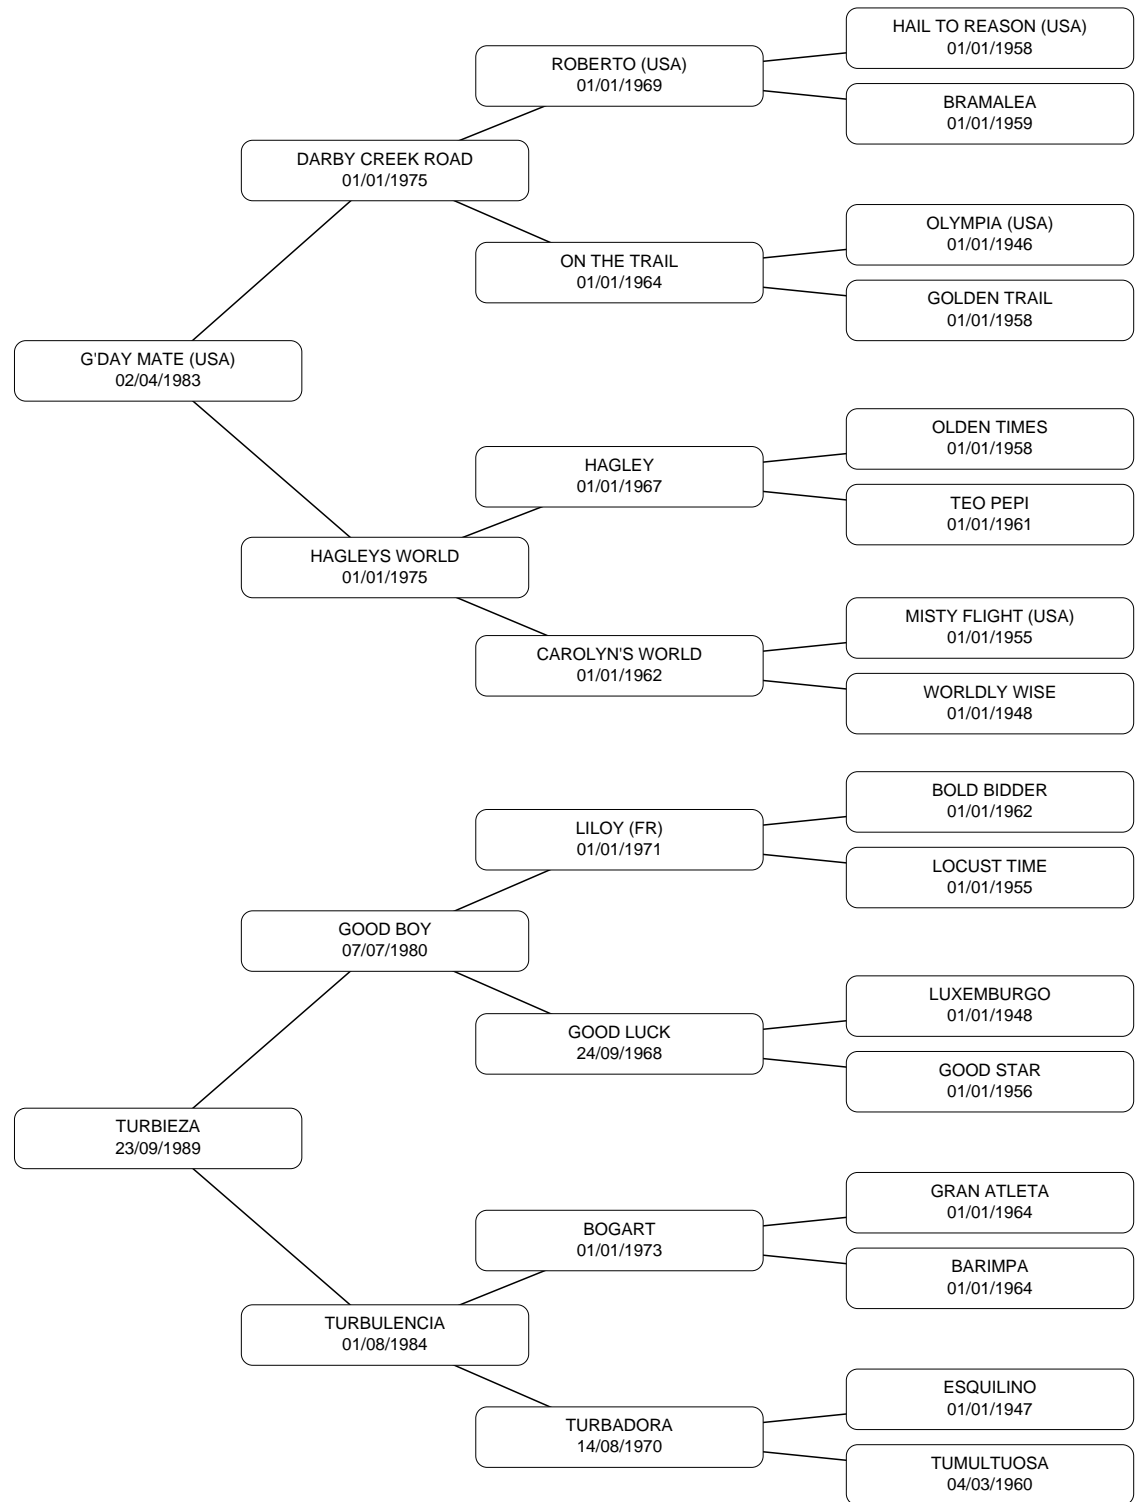 HAIL TO REASON (USA)
01/01/1958
ROBERTO (USA)
01/01/1969
BRAMALEA
01/01/1959
DARBY CREEK ROAD
01/01/1975
OLYMPIA (USA)
01/01/1946
ON THE TRAIL
01/01/1964
GOLDEN TRAIL
01/01/1958
G'DAY MATE (USA)
02/04/1983
OLDEN TIMES
01/01/1958
HAGLEY
01/01/1967
TEO PEPI
01/01/1961
HAGLEYS WORLD
01/01/1975
MISTY FLIGHT (USA)
01/01/1955
CAROLYN'S WORLD
01/01/1962
WORLDLY WISE
01/01/1948
BOLD BIDDER
01/01/1962
LILOY (FR)
01/01/1971
LOCUST TIME
01/01/1955
GOOD BOY
07/07/1980
LUXEMBURGO
01/01/1948
GOOD LUCK
24/09/1968
GOOD STAR
01/01/1956
TURBIEZA
23/09/1989
GRAN ATLETA
01/01/1964
BOGART
01/01/1973
BARIMPA
01/01/1964
TURBULENCIA
01/08/1984
ESQUILINO
01/01/1947
TURBADORA
14/08/1970
TUMULTUOSA
04/03/1960